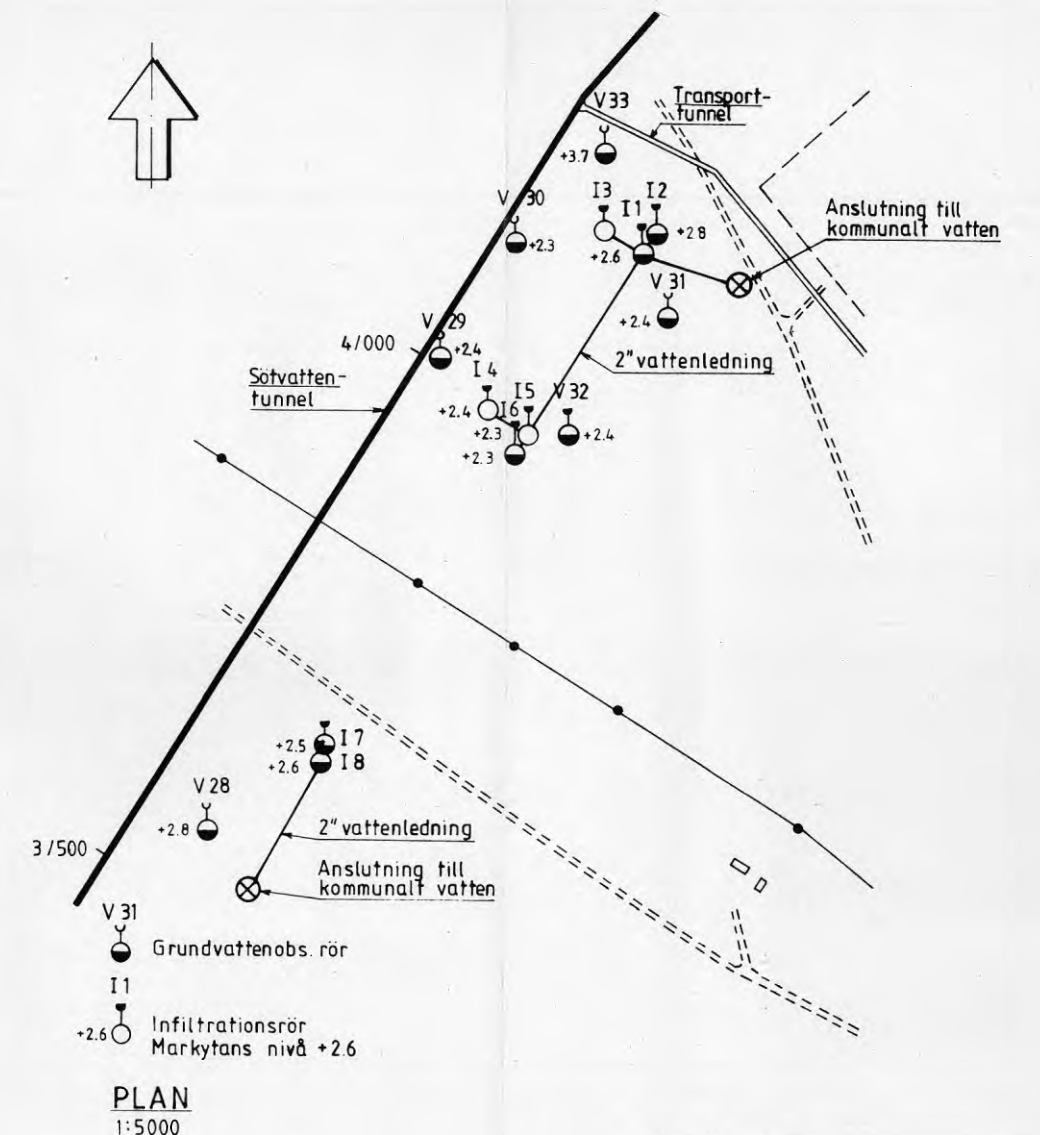 V 33
Transport-
tunnel
+3.7
V 30
+2.3
I3
I1
I2
+2.8
+2.6
Anslutning till
kommunalt vatten
V 31
+2.4
V 29
4/000
+2.4
2" vattenledning
Sötvatten-
tunnel
I 4
+2.4
I5
I6
V 32
+2.3
+2.4
+2.3
+2.5
I 7
+2.6
I 8
V 28
+2.8
2" vattenledning
3/500
Anslutning till
kommunalt vatten
V 31
Grundvattenobs. rör
I1
+2.6
Infiltrationsrör
Markytans nivå +2.6
PLAN
1:5000